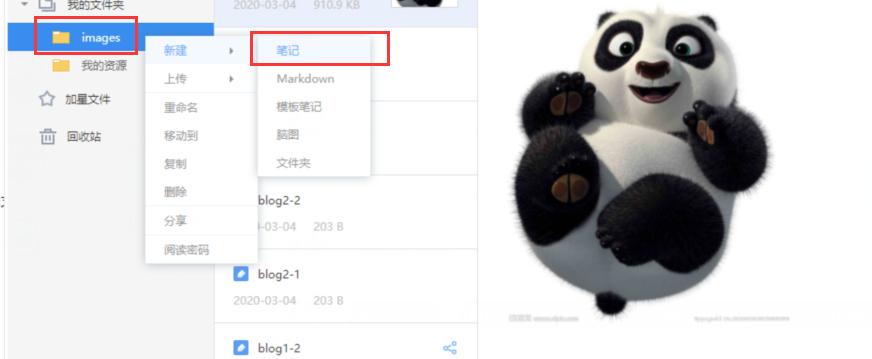 我的文件夹
images
我的资源
加星文件
回收站
新建
上传
重命名
移动到
复制
删除
分享
阅读密码
笔记
Markdown
模板笔记
脑图
文件夹
2020-03-04 910.9 KB
blog2-2
2020-03-04 203 B
blog2-1
2020-03-04 203 B
blog1-2